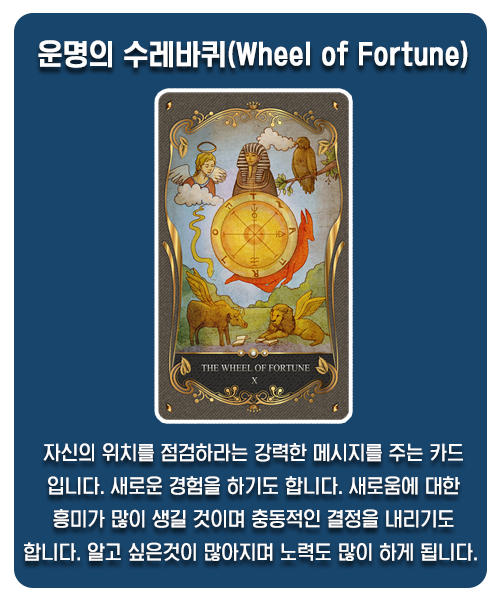 운명의 수레바퀴(Wheel of Fortune)
THE WHEEL OF FORTUNE
X
자신의 위치를 점검하라는 강력한 메시지를 주는 카드
입니다. 새로운 경험을 하기도 합니다. 새로움에 대한
흥미가 많이 생길 것이며 충동적인 결정을 내리기도
합니다. 알고 싶은것이 많아지며 노력도 많이 하게 됩니다.